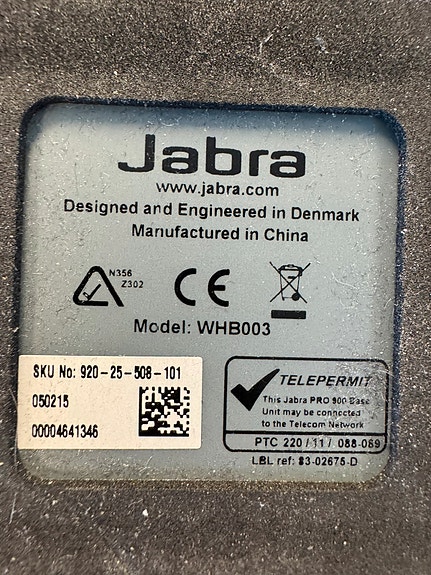 Jabra
www.jabra.com
Designed and Engineered in Denmark
Manufactured in China
N356
Z302
CE
Model: WHB003
SKU No: 920-25-508-101
050215
00004641346
TELEPERMIT
This Jabra PRO 900 Base
Unit may be connected
to the Telecom Network
PTC 220 / 11 / 088-089
LBL ref: 83-02675-D